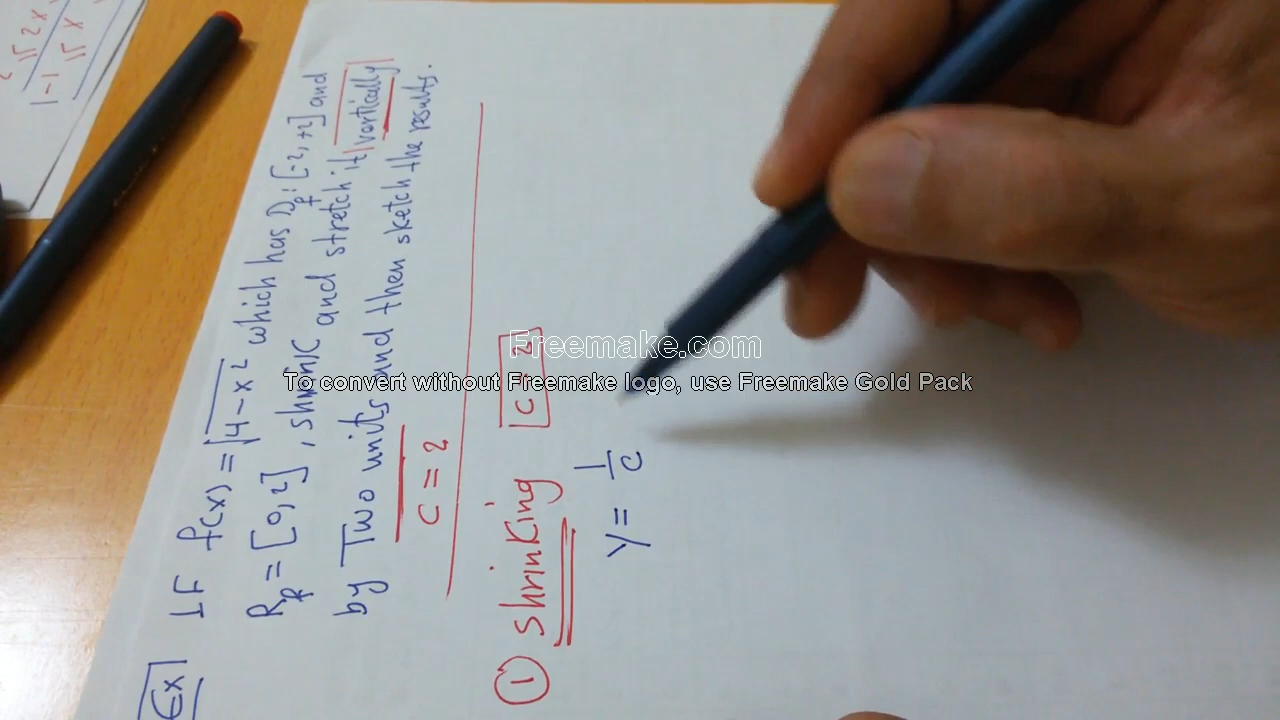 Ex
IF f(x) = √4-x² which has Df: [-2, +2] and
Rf = [0, 2], shrink and stretch it vertically
by Two units and then sketch the results.
C = 2
① shrinking C = 2
y = 1/c
Freemake.com
To convert without Freemake logo, use Freemake Gold Pack